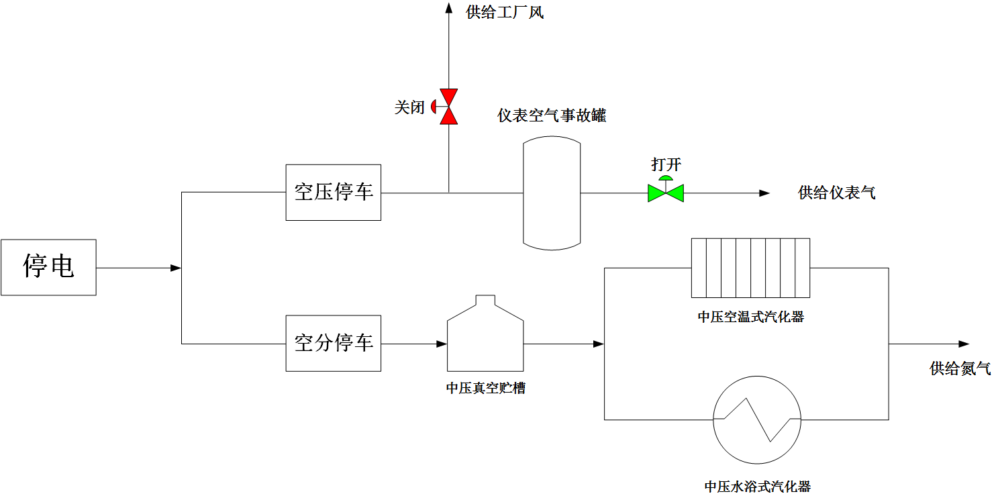 供给工厂风
关闭
仪表空气事故罐
打开
空压停车
供给仪表气
停电
中压空温式汽化器
空分停车
供给氮气
中压真空贮槽
中压水浴式汽化器